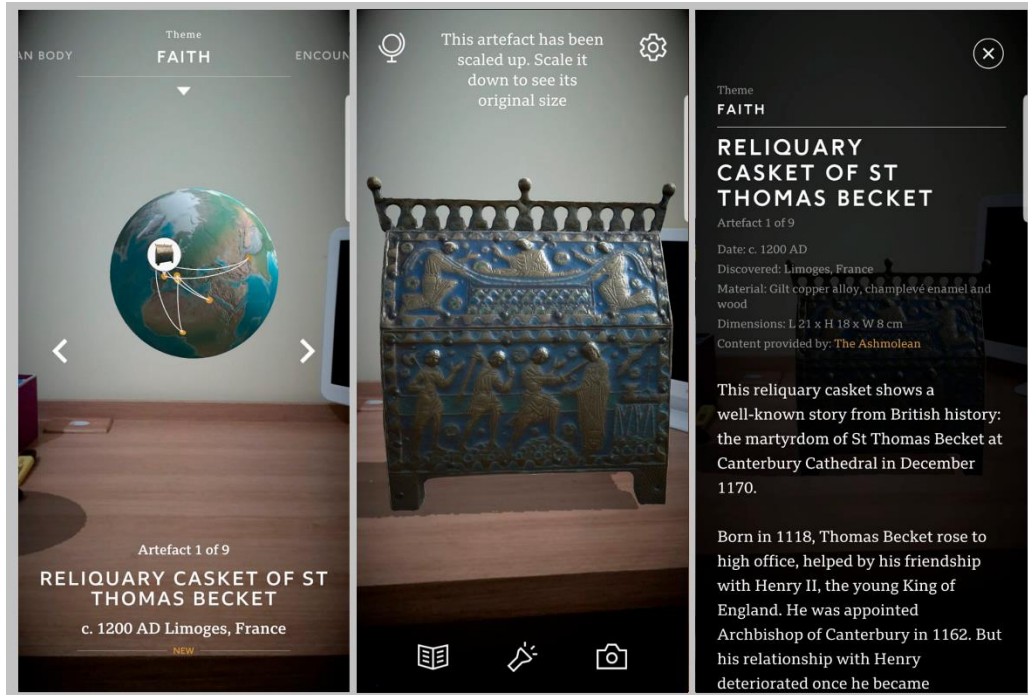 Theme
AN BODY FAITH ENCOUN
Artefact 1 of 9
RELIQUARY CASKET OF ST
THOMAS BECKET
c. 1200 AD Limoges, France
NEW
This artefact has been
scaled up. Scale it
down to see its
original size
Theme
FAITH
RELIQUARY
CASKET OF ST
THOMAS BECKET
Artefact 1 of 9
Date: c. 1200 AD
Discovered: Limoges, France
Material: Gilt copper alloy, champlevé enamel and
wood
Dimensions: L 21 x H 18 x W 8 cm
Content provided by: The Ashmolean
This reliquary casket shows a
well-known story from British history:
the martyrdom of St Thomas Becket at
Canterbury Cathedral in December
1170.
Born in 1118, Thomas Becket rose to
high office, helped by his friendship
with Henry II, the young King of
England. He was appointed
Archbishop of Canterbury in 1162. But
his relationship with Henry
deteriorated once he became